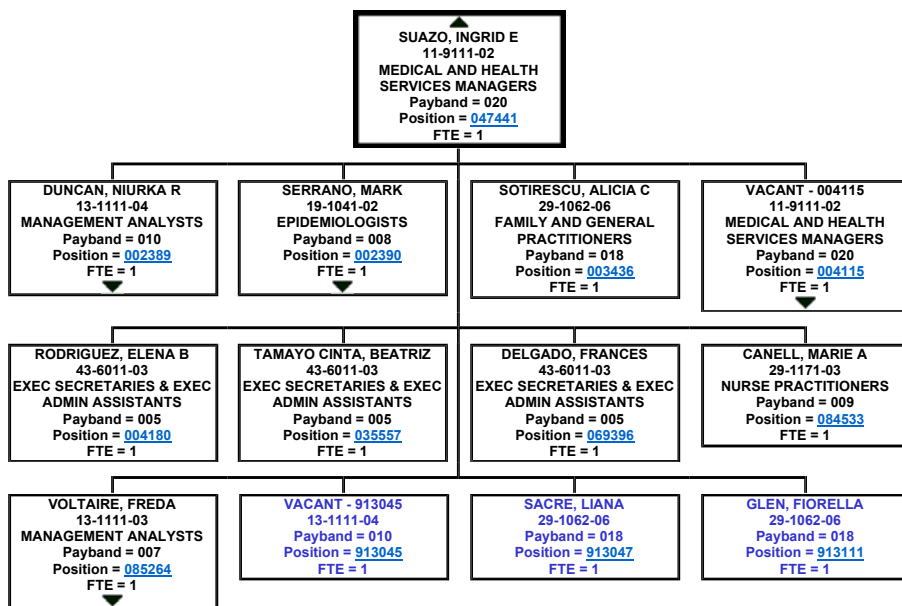 SUAZO, INGRID E
11-9111-02
MEDICAL AND HEALTH
SERVICES MANAGERS
Payband = 020
Position = 047441
FTE = 1
DUNCAN, NIURKA R
13-1111-04
MANAGEMENT ANALYSTS
Payband = 010
Position = 002389
FTE = 1
SERRANO, MARK
19-1041-02
EPIDEMIOLOGISTS
Payband = 008
Position = 002390
FTE = 1
SOTIRESCU, ALICIA C
29-1062-06
FAMILY AND GENERAL
PRACTITIONERS
Payband = 018
Position = 003436
FTE = 1
VACANT - 004115
11-9111-02
MEDICAL AND HEALTH
SERVICES MANAGERS
Payband = 020
Position = 004115
FTE = 1
RODRIGUEZ, ELENA B
43-6011-03
EXEC SECRETARIES & EXEC
ADMIN ASSISTANTS
Payband = 005
Position = 004180
FTE = 1
TAMAYO CINTA, BEATRIZ
43-6011-03
EXEC SECRETARIES & EXEC
ADMIN ASSISTANTS
Payband = 005
Position = 035557
FTE = 1
DELGADO, FRANCES
43-6011-03
EXEC SECRETARIES & EXEC
ADMIN ASSISTANTS
Payband = 005
Position = 069396
FTE = 1
CANELL, MARIE A
29-1171-03
NURSE PRACTITIONERS
Payband = 009
Position = 084533
FTE = 1
VOLTAIRE, FREDA
13-1111-03
MANAGEMENT ANALYSTS
Payband = 007
Position = 085264
FTE = 1
VACANT - 913045
13-1111-04
Payband = 010
Position = 913045
FTE = 1
SACRE, LIANA
29-1062-06
Payband = 018
Position = 913047
FTE = 1
GLEN, FIORELLA
29-1062-06
Payband = 018
Position = 913111
FTE = 1